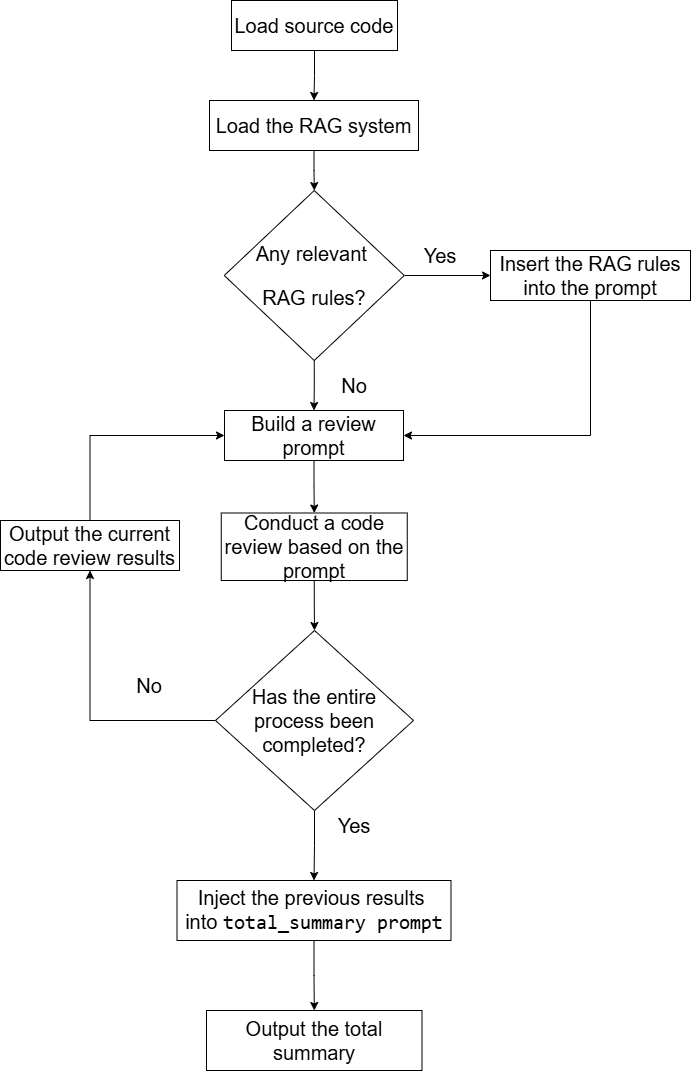 Load source code
Load the RAG system
Any relevant
RAG rules?
Yes
Insert the RAG rules
into the prompt
No
Build a review
prompt
Output the current
code review results
Conduct a code
review based on the
prompt
No
Has the entire
process been
completed?
Yes
Inject the previous results
into total_summary prompt
Output the total
summary